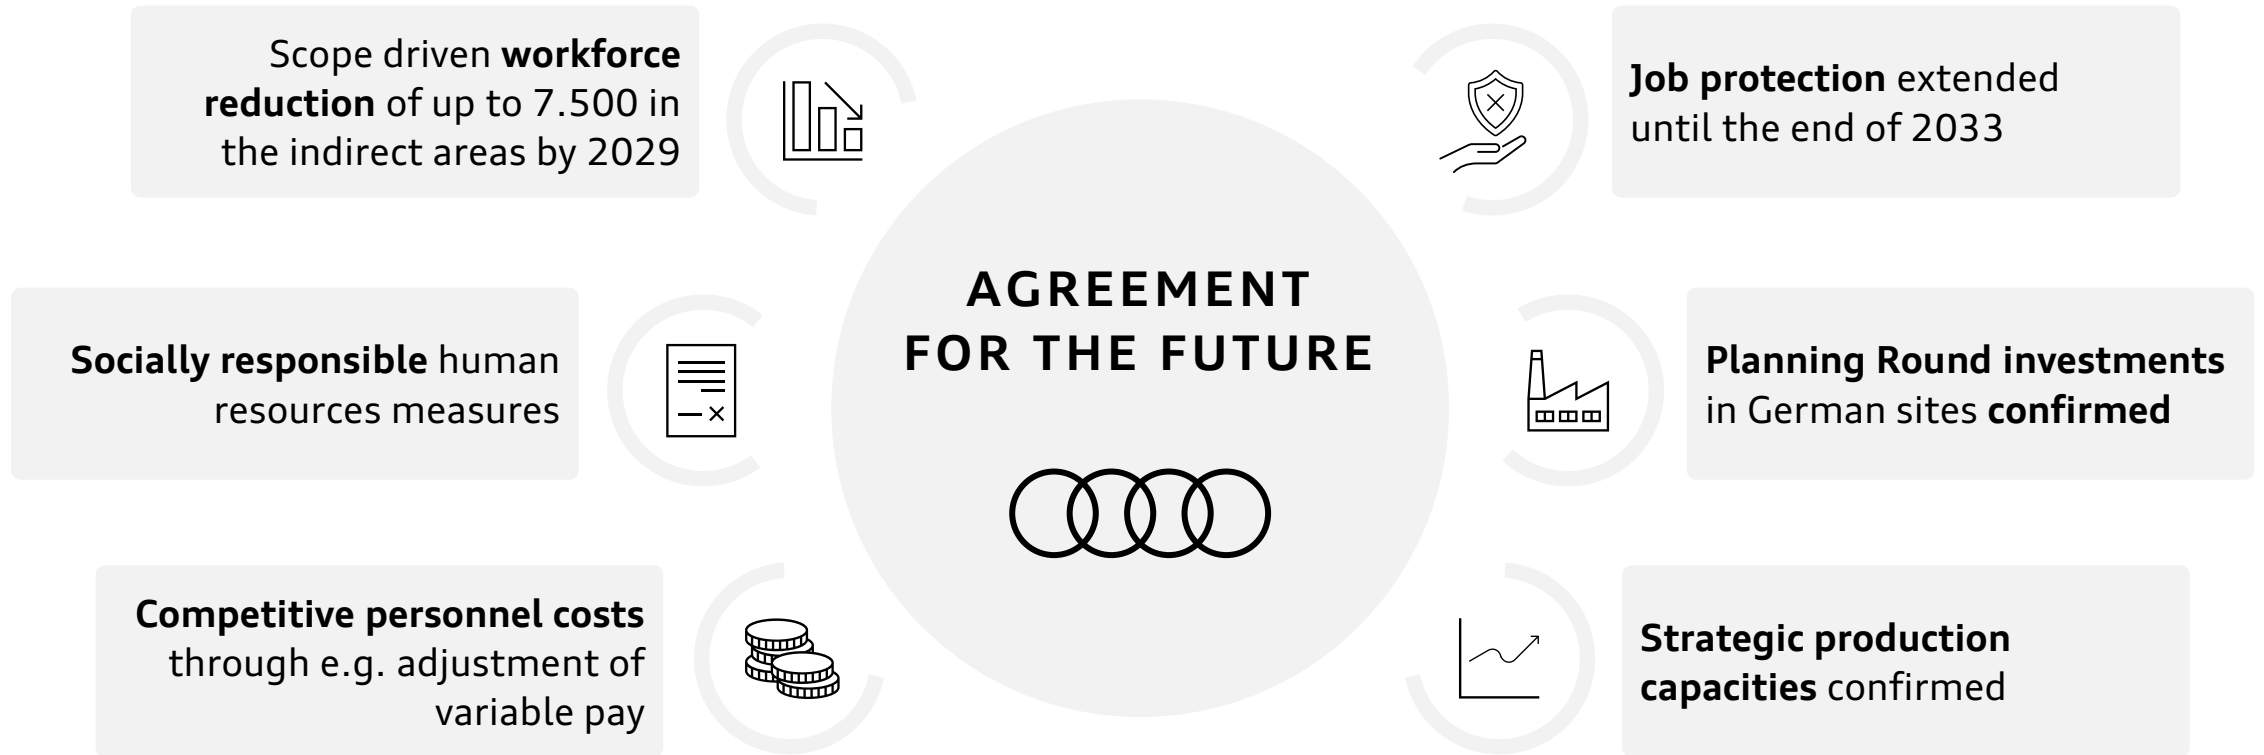 Scope driven workforce
reduction of up to 7.500 in
the indirect areas by 2029
Socially responsible human
resources measures
Competitive personnel costs
through e.g. adjustment of
variable pay
AGREEMENT
FOR THE FUTURE
Job protection extended
until the end of 2033
Planning Round investments
in German sites confirmed
Strategic production
capacities confirmed